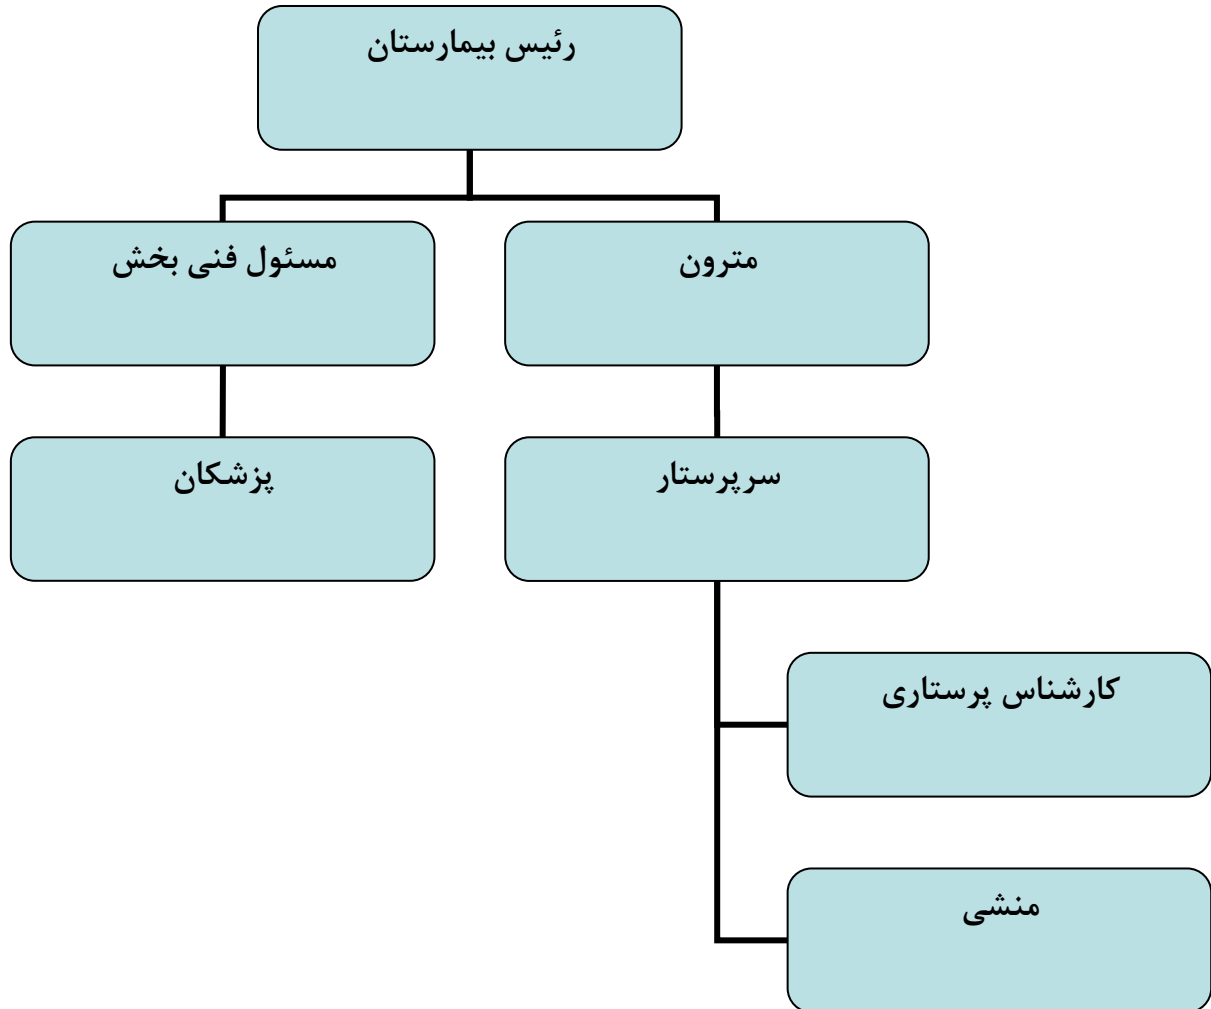 رئیس بیمارستان
مترون
مسئول فنی بخش
سرپرستار
پزشکان
کارشناس پرستاری
منشی